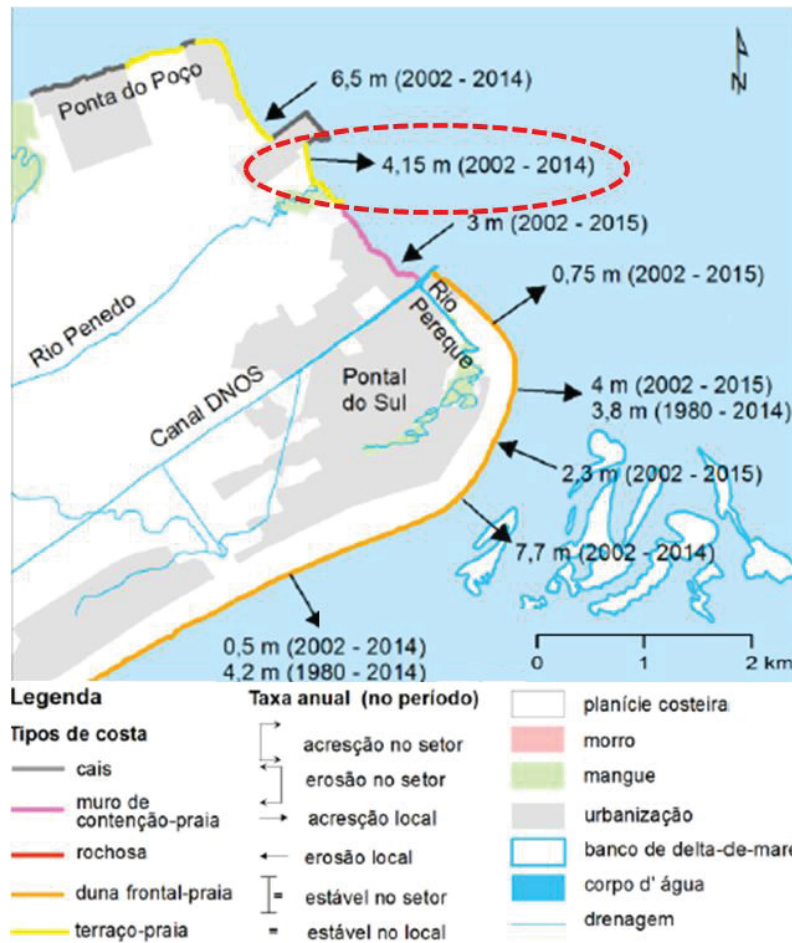 N
Ponta do Poço
6,5 m (2002 - 2014)
4,15 m (2002 - 2014)
3 m (2002 - 2015)
0,75 m (2002 - 2015)
Rio Pereque
Rio Penedo
Canal DNOS
Pontal
do Sul
4 m (2002 - 2015)
3,8 m (1980 - 2014)
2,3 m (2002 - 2015)
7,7 m (2002 - 2014)
0,5 m (2002 - 2014)
4,2 m (1980 - 2014)
0 1 2 km
Legenda
Tipos de costa
cais
muro de
contenção-praia
rochosa
duna frontal-praia
terraço-praia
Taxa anual (no período)
acresção no setor
erosão no setor
acresção local
erosão local
= estável no setor
= estável no local
planície costeira
morro
mangue
urbanização
banco de delta-de-maré
corpo d' água
drenagem